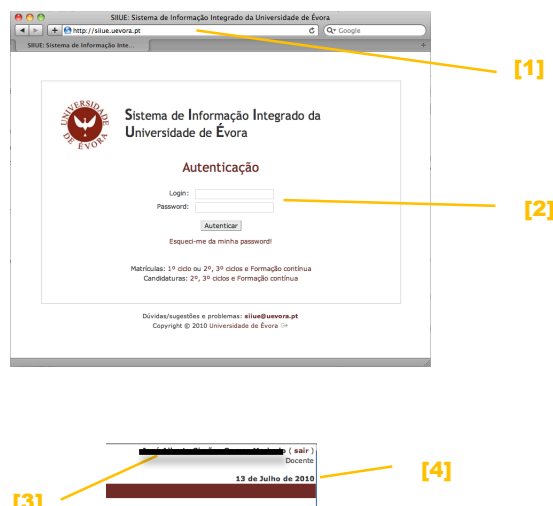 SIIUE: Sistema de Informação Integrado da Universidade de Évora
http://siiue.uevora.pt
Google
SIIUE: Sistema de Informação Inte...
+
[1]
UNIVERSIDADE DE ÉVORA
Sistema de Informação Integrado da
Universidade de Évora
Autenticação
Login:
Password:
[2]
Autenticar
Esqueci-me da minha password!
Matrículas: 1º ciclo ou 2º, 3º ciclos e Formação contínua
Candidaturas: 2º, 3º ciclos e Formação contínua
Dúvidas/sugestões e problemas: siiue@uevora.pt
Copyright © 2010 Universidade de Évora
( sair )
Docente
13 de Julho de 2010
[4]
[3]